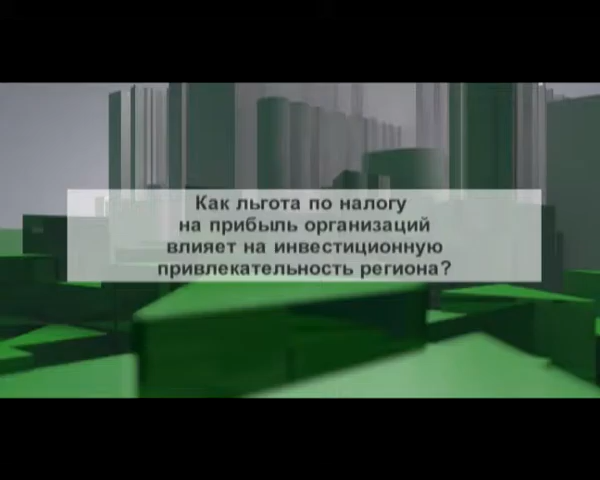 Как льгота по налогу
на прибыль организаций
влияет на инвестиционную
привлекательность региона?